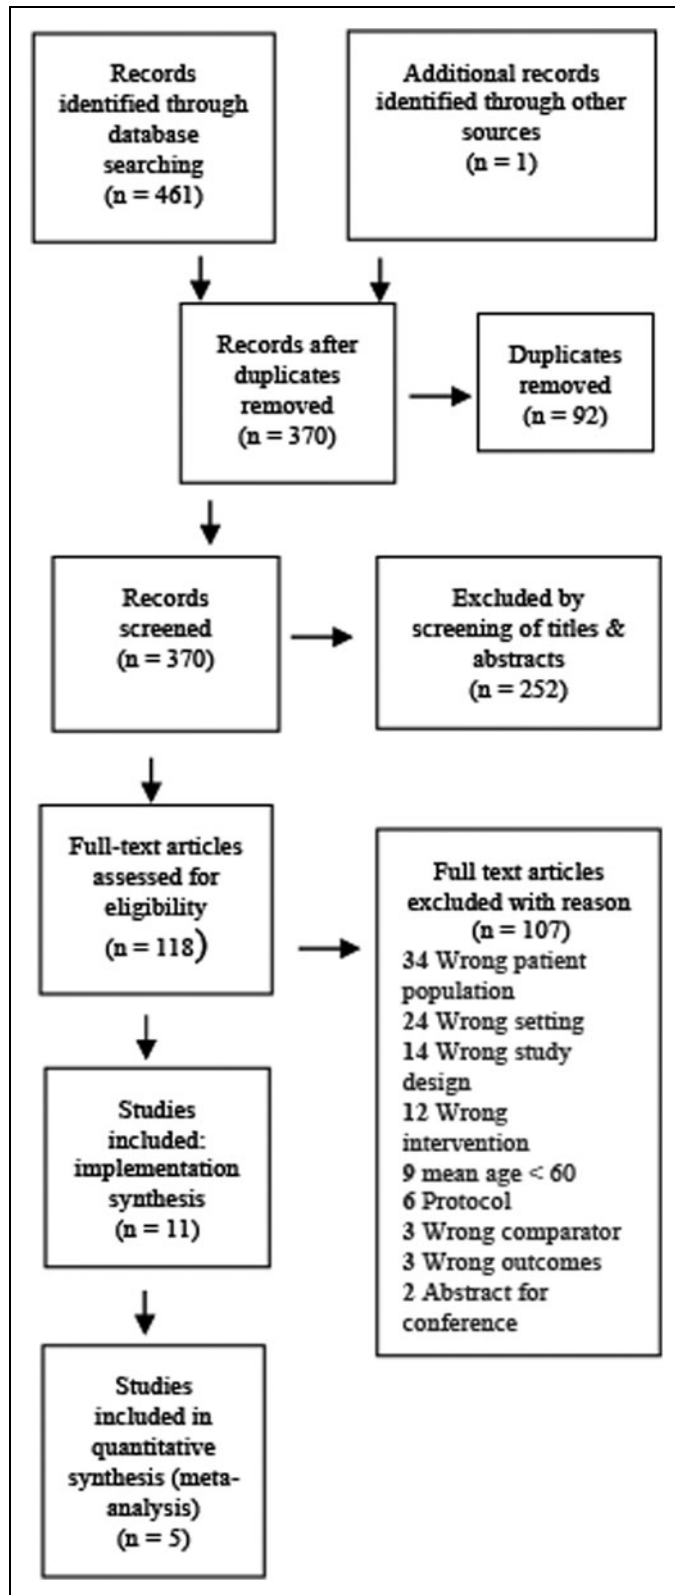 Records
identified through
database
searching
(n = 461)
Additional records
identified through other
sources
(n = 1)
Records after
duplicates
removed
(n = 370)
Duplicates
removed
(n = 92)
Records
screened
(n = 370)
Excluded by
screening of titles &
abstracts
(n = 252)
Full-text articles
assessed for
eligibility
(n = 118)
Full text articles
excluded with reason
(n = 107)
34 Wrong patient
population
24 Wrong setting
14 Wrong study
design
12 Wrong
intervention
9 mean age < 60
6 Protocol
3 Wrong comparator
3 Wrong outcomes
2 Abstract for
conference
Studies
included:
implementation
synthesis
(n = 11)
Studies
included in
quantitative
synthesis (meta-
analysis)
(n = 5)